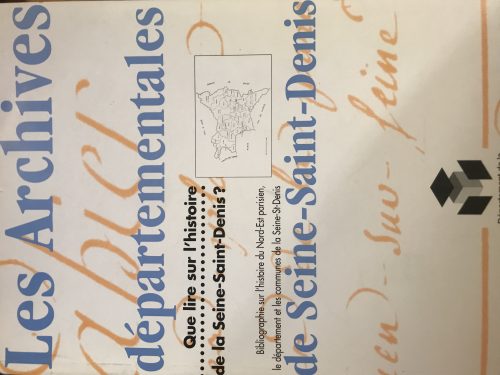 Les Archives
départementales
Que lire sur l'histoire
de la Seine-Saint-Denis ?
Bibliographie sur l'histoire du Nord-Est parisien,
le département et les communes de la Seine-St-Denis
de Seine-Saint-Denis